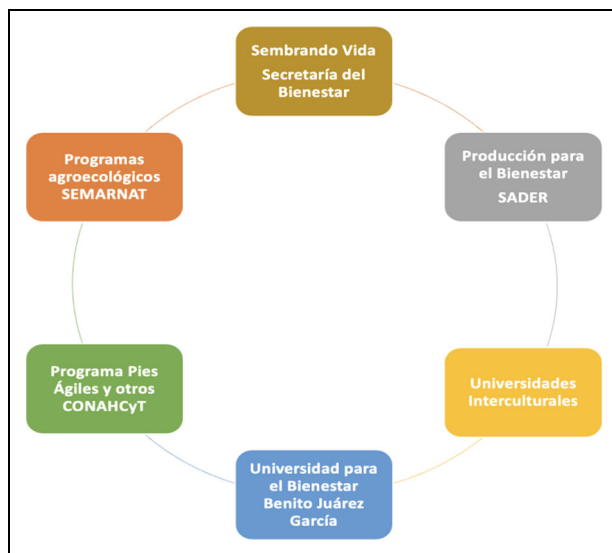 Sembrando Vida
Secretaría del
Bienestar
Producción para
el Bienestar
SADER
Universidades
Interculturales
Universidad para
el Bienestar
Benito Juárez
García
Programa Pies
Ágiles y otros
CONAHCyT
Programas
agroecológicos
SEMARNAT